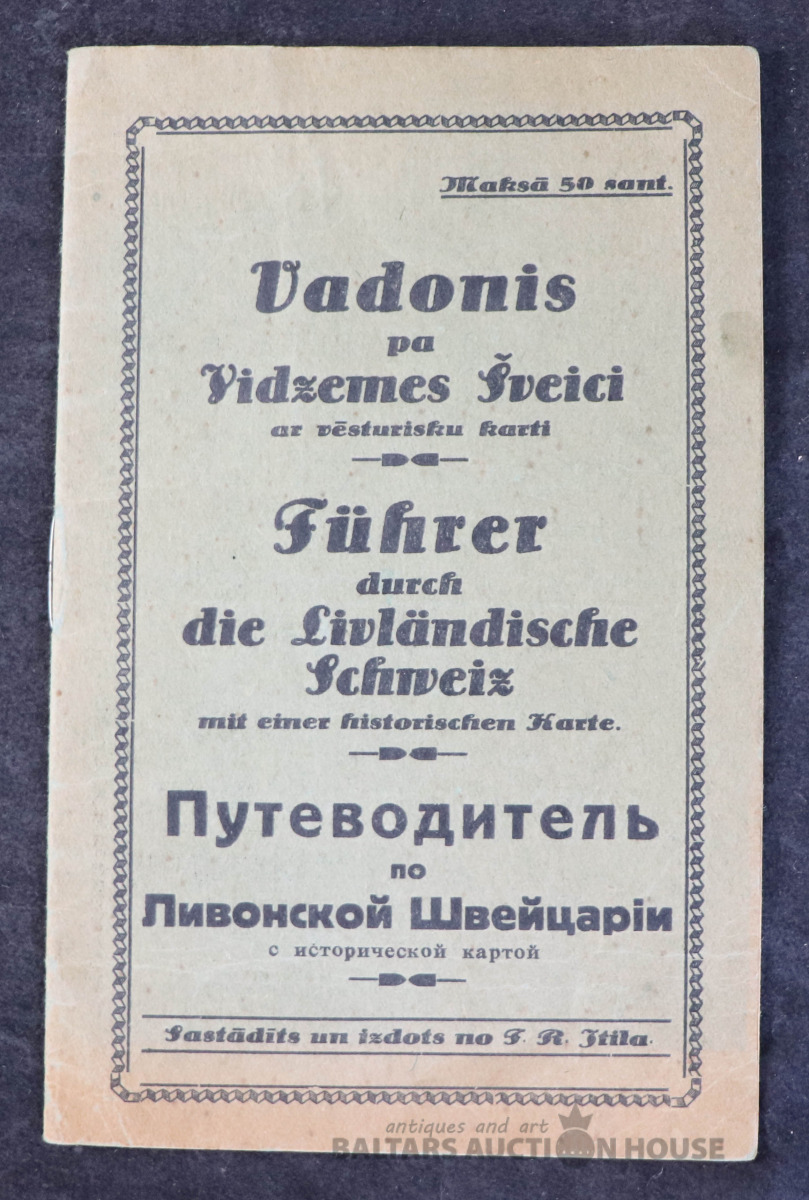 Maksā 50 sant.
Vadonis
pa
Vidzemes Šveici
ar vēsturisku karti
Führer
durch
die Livländische
Schweiz
mit einer historischen Karte.
Путеводитель
по
Ливонской Швейцаріи
с исторической картой
Sastādīts un izdots no F. R. Itila.
antiques and art
BALTARS AUCTION HOUSE